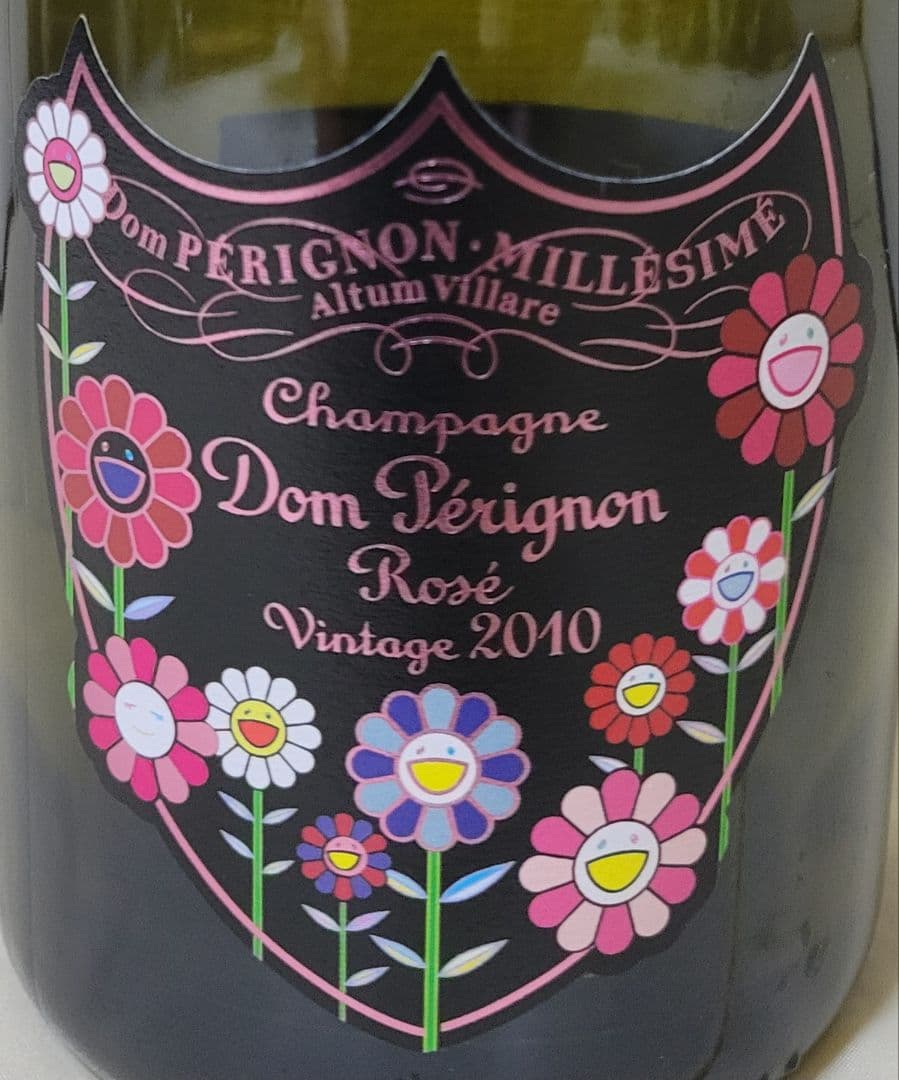 Dom PÉRIGNON · MILLÉSIMÉ
Altum Villare
Champagne
Dom Pérignon
Rosé
Vintage 2010